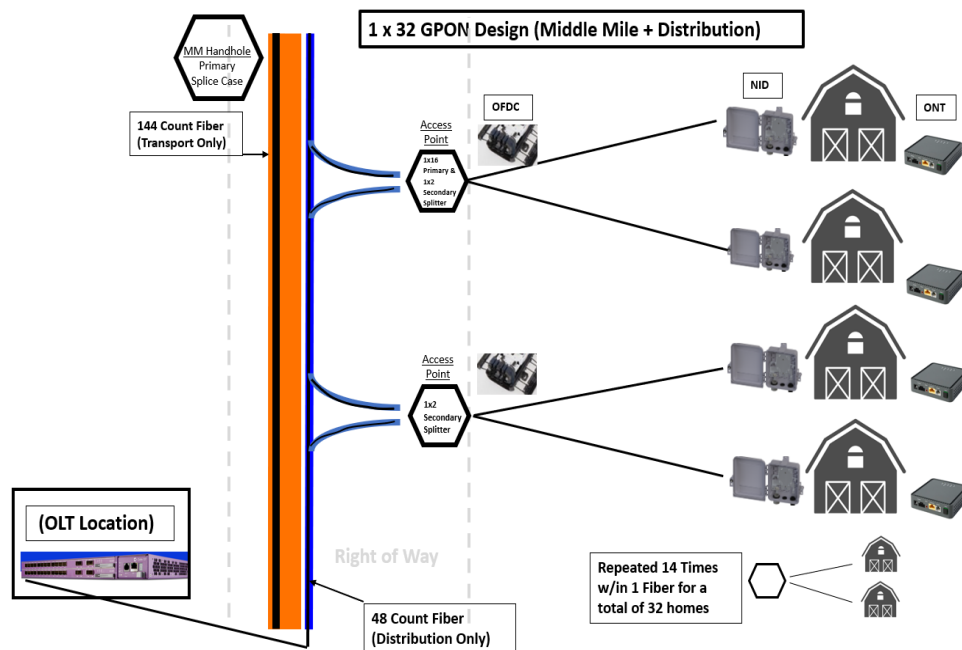 1 x 32 GPON Design (Middle Mile + Distribution)
MM Handhole
Primary
Splice Case
144 Count Fiber
(Transport Only)
Access
Point
1x16
Primary &
1x2
Secondary
Splitter
OFDC
NID
ONT
Access
Point
1x2
Secondary
Splitter
(OLT Location)
Right of Way
48 Count Fiber
(Distribution Only)
Repeated 14 Times
w/in 1 Fiber for a
total of 32 homes